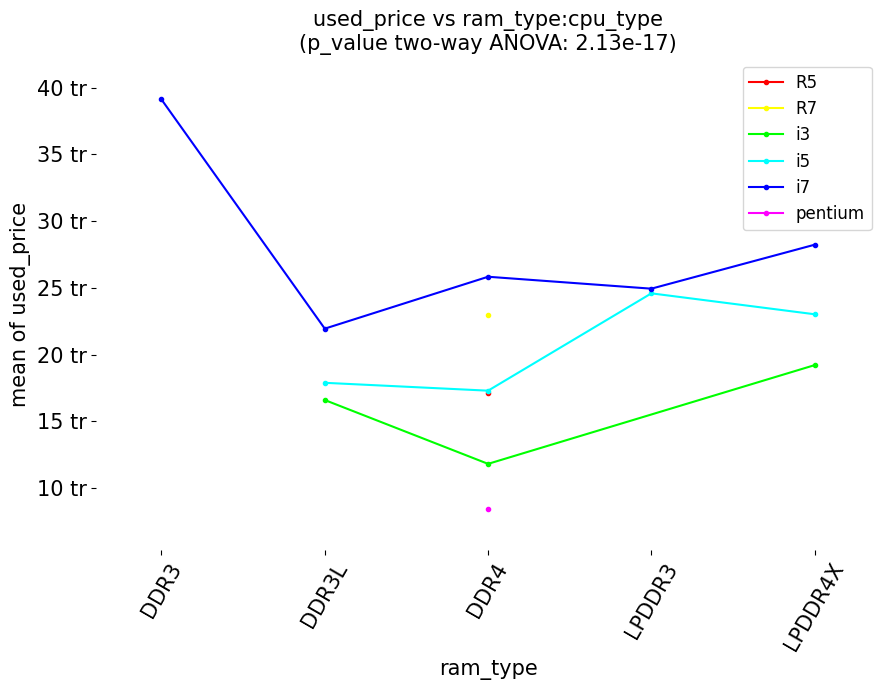 used_price vs ram_type:cpu_type
(p_value two-way ANOVA: 2.13e-17)
40 tr
35 tr
30 tr
25 tr
20 tr
15 tr
10 tr
mean of used_price
R5
R7
i3
i5
i7
pentium
DDR3
DDR3L
DDR4
LPDDR3
LPDDR4X
ram_type